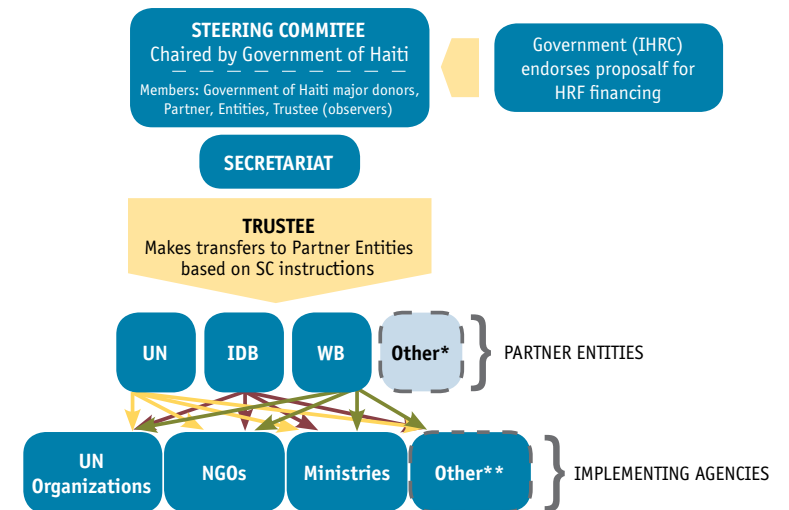 STEERING COMMITEE
Chaired by Government of Haiti
Members: Government of Haiti major donors,
Partner, Entities, Trustee (observers)
Government (IHRC)
endorses proposalf for
HRF financing
SECRETARIAT
TRUSTEE
Makes transfers to Partner Entities
based on SC instructions
UN
IDB
WB
Other*
PARTNER ENTITIES
UN
Organizations
NGOs
Ministries
Other**
IMPLEMENTING AGENCIES